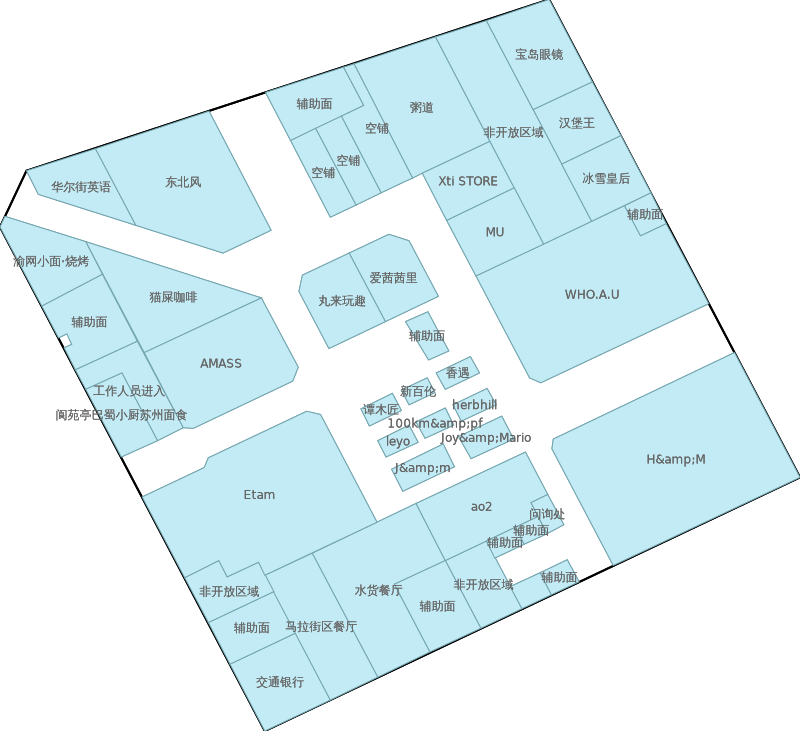 宝岛眼镜
辅助面
粥道
汉堡王
空铺
非开放区域
空铺
空铺
冰雪皇后
华尔街英语
东北风
Xti STORE
辅助面
MU
渝网小面·烧烤
爱茜茜里
猫屎咖啡
丸来玩趣
WHO.A.U
辅助面
辅助面
AMASS
香遇
工作人员进入
新百伦
herbhill
谭木匠
阆苑亭巴蜀小厨苏州面食
100km&amp;pf
Joy&amp;Mario
leyo
H&amp;M
J&amp;m
Etam
ao2
问询处
辅助面
辅助面
辅助面
非开放区域
水货餐厅
非开放区域
辅助面
辅助面
马拉街区餐厅
交通银行